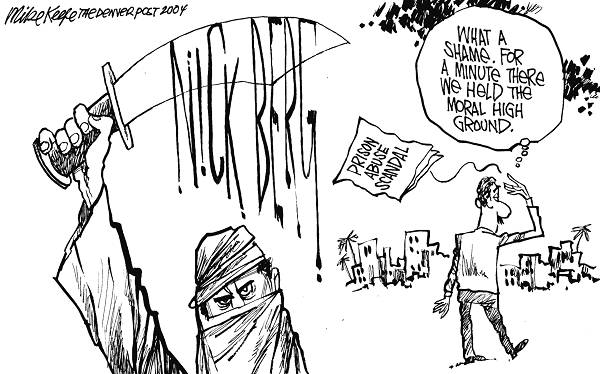 Mike Keefe THE DENVER POST 2004
NICK BERG
WHAT A
SHAME. FOR
A MINUTE THERE
WE HELD THE
MORAL HIGH
GROUND.
PRISON
ABUSE
SCANDAL